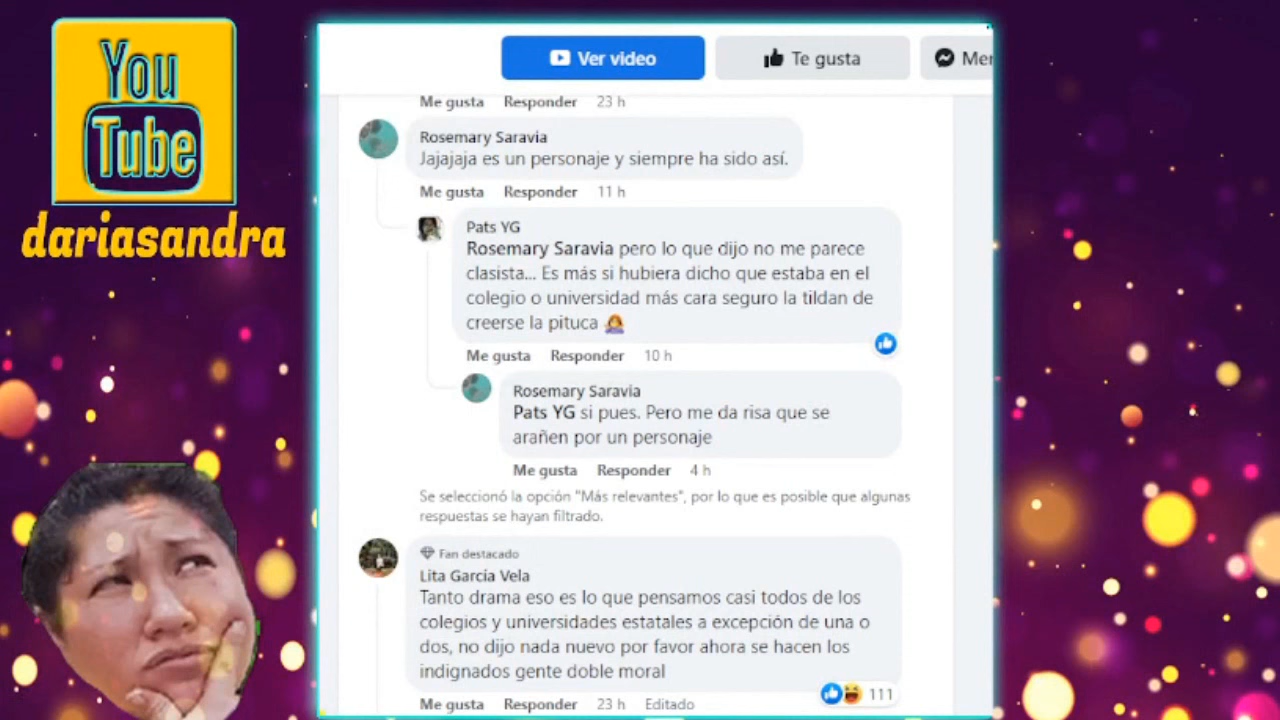 You
Tube
dariasandra
Ver video
Te gusta
Me gusta Responder 23 h
Rosemary Saravia
Jajajaja es un personaje y siempre ha sido así.
Me gusta Responder 11 h
Pats YG
Rosemary Saravia pero lo que dijo no me parece
clasista... Es más si hubiera dicho que estaba en el
colegio o universidad más cara seguro la tildan de
creerse la pituca 🤦‍♀️
Me gusta Responder 10 h
Rosemary Saravia
Pats YG si pues. Pero me da risa que se
arañen por un personaje
Me gusta Responder 4 h
Se seleccionó la opción "Más relevantes", por lo que es posible que algunas
respuestas se hayan filtrado.
Fan destacado
Lita Garcia Vela
Tanto drama eso es lo que pensamos casi todos de los
colegios y universidades estatales a excepción de una o
dos, no dijo nada nuevo por favor ahora se hacen los
indignados gente doble moral
111
Me gusta Responder 23 h Editado